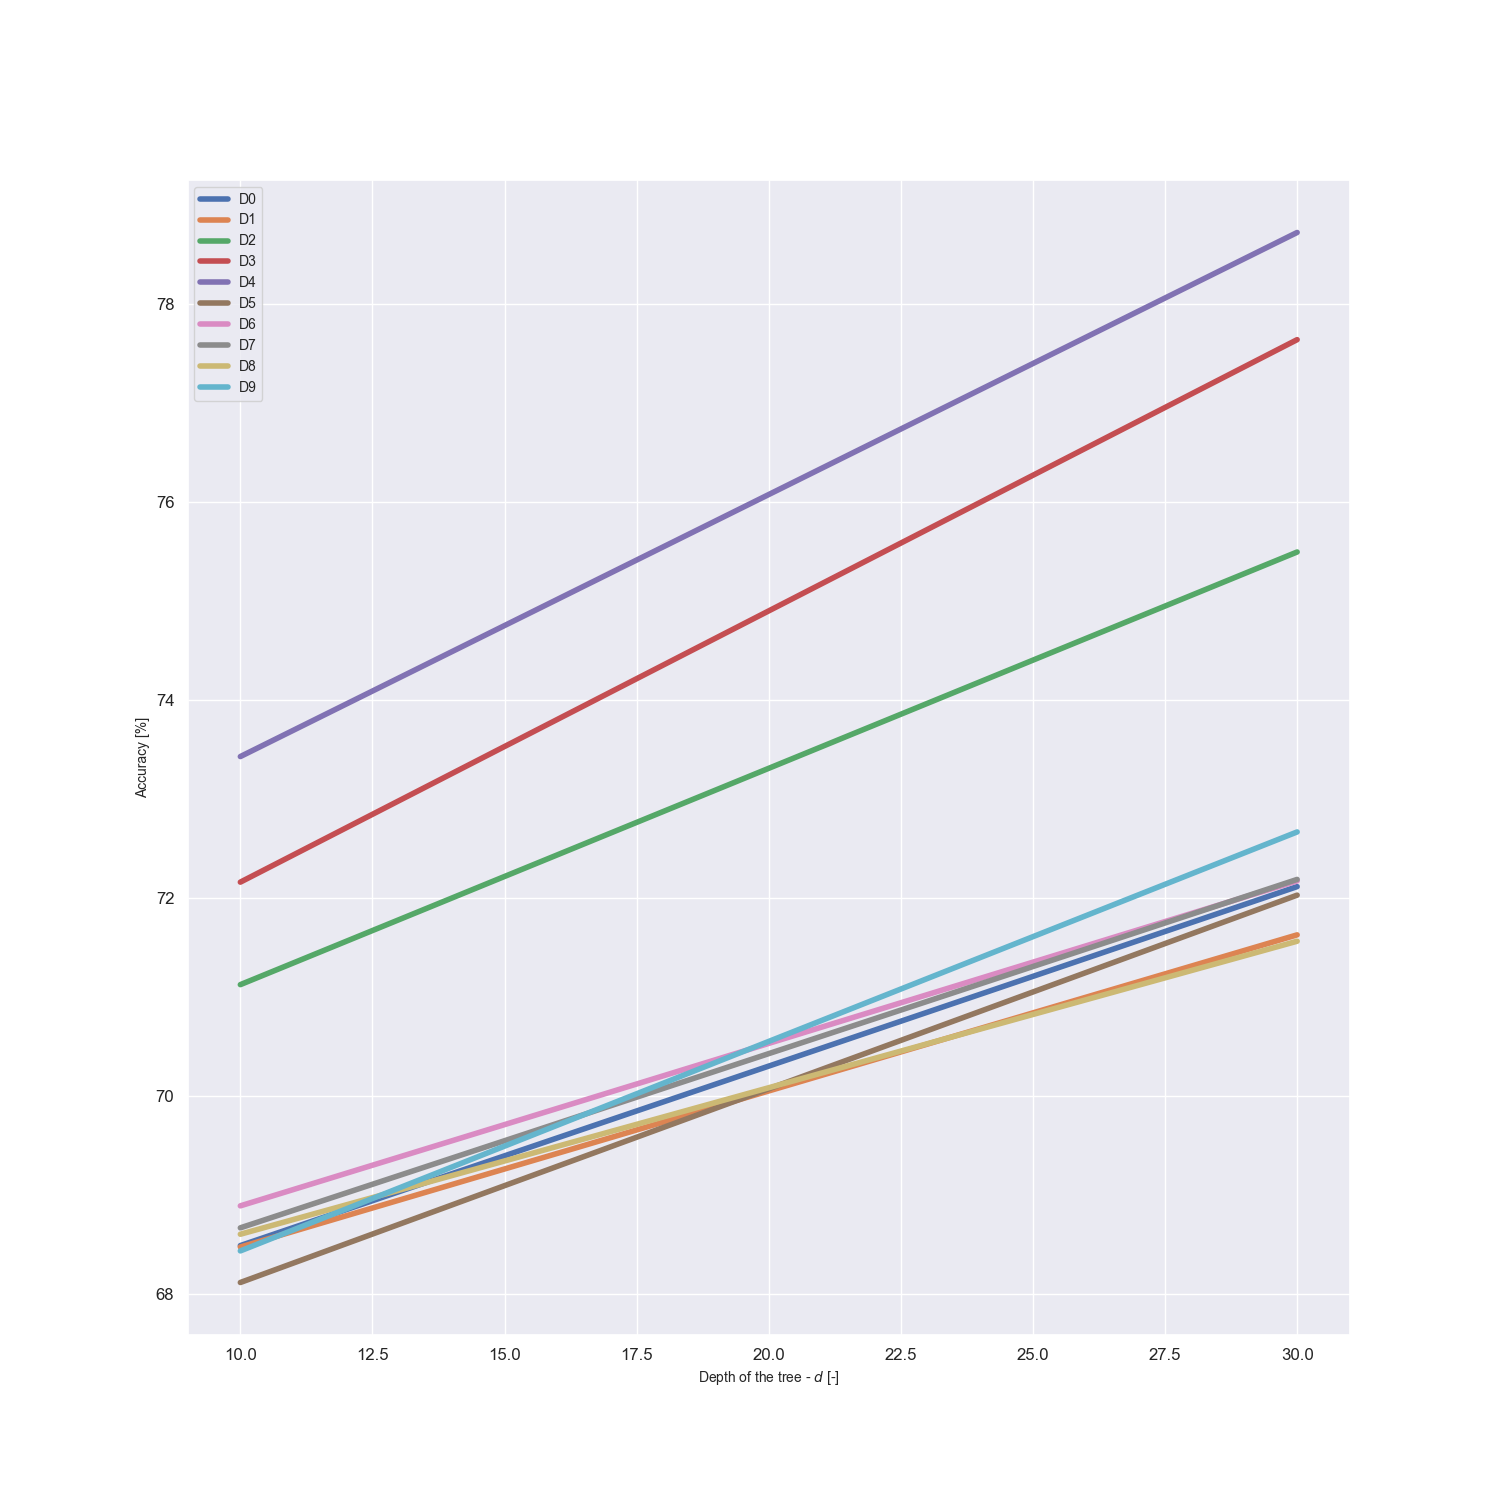 D0
D1
D2
D3
D4
D5
D6
D7
D8
D9
78
76
74
72
70
68
Accuracy [%]
10.0 12.5 15.0 17.5 20.0 22.5 25.0 27.5 30.0
Depth of the tree - d [-]